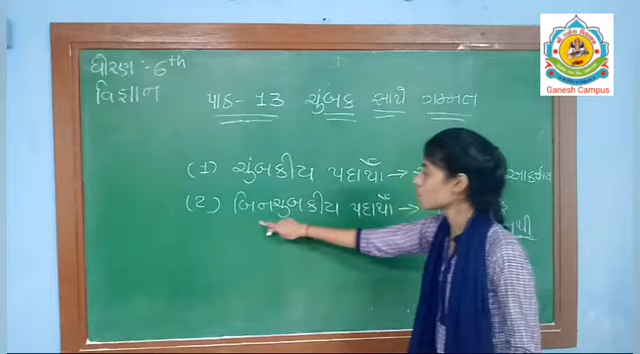 ધોરણ :- 6th
વિજ્ઞાન
પાઠ- 13 ચુંબક સાથે ગમ્મત
(1) ચુંબકીય પદાર્થો →
(2) બિનચુબકીય પદાર્થો →
Ganesh Campus